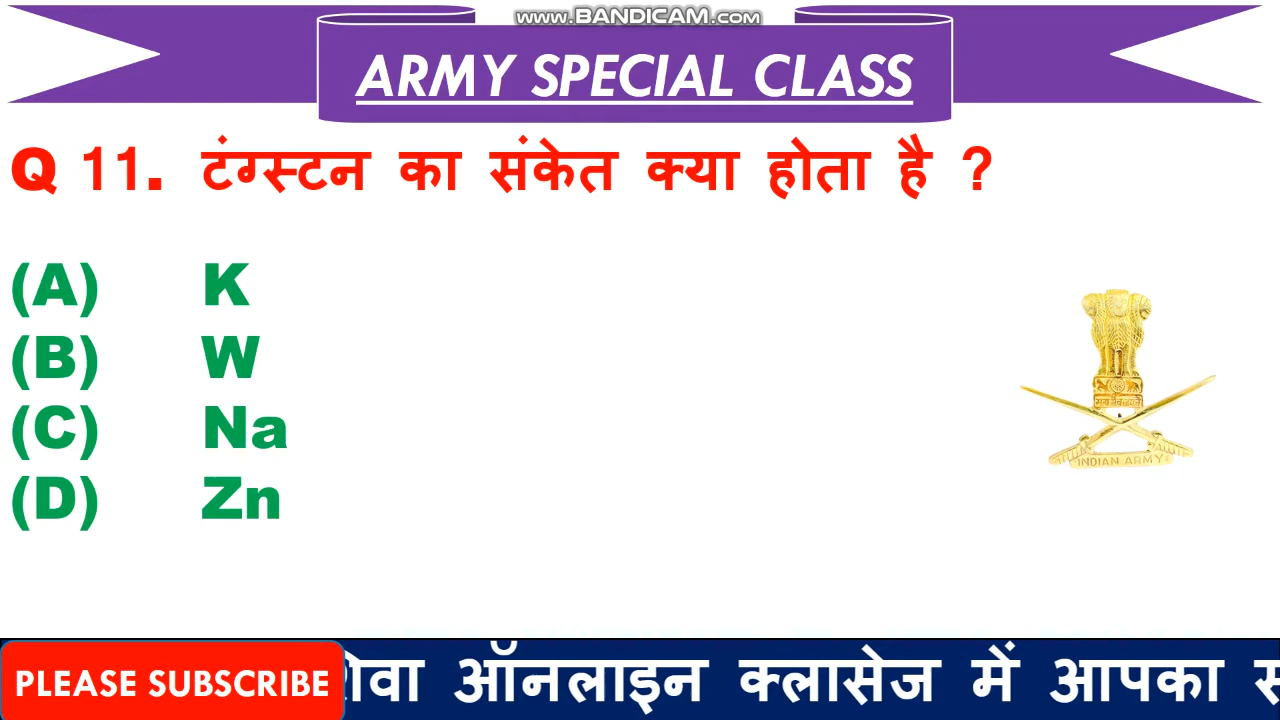 www.BANDICAM.com
ARMY SPECIAL CLASS
Q 11. टंग्स्टन का संकेत क्या होता है ?
(A) K
(B) W
(C) Na
(D) Zn
INDIAN ARMY
PLEASE SUBSCRIBE
ऑनलाइन क्लासेज में आपका